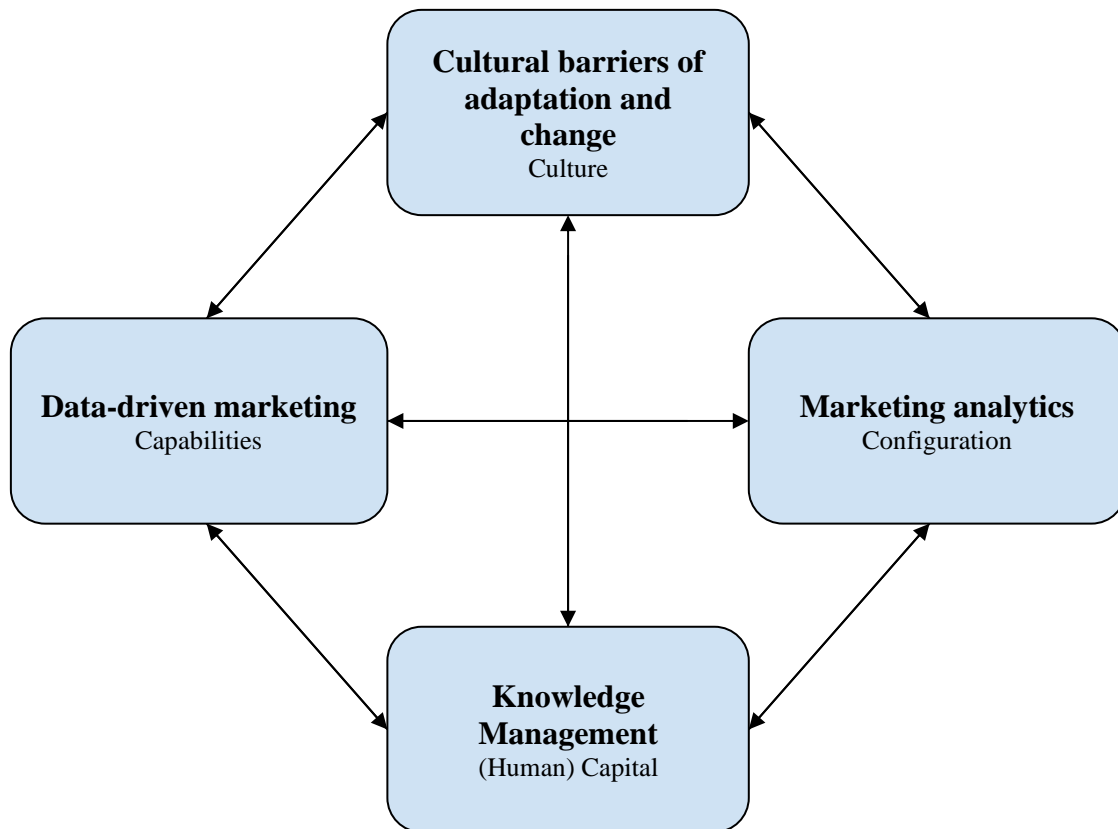 Cultural barriers of
adaptation and
change
Culture
Data-driven marketing
Capabilities
Marketing analytics
Configuration
Knowledge
Management
(Human) Capital